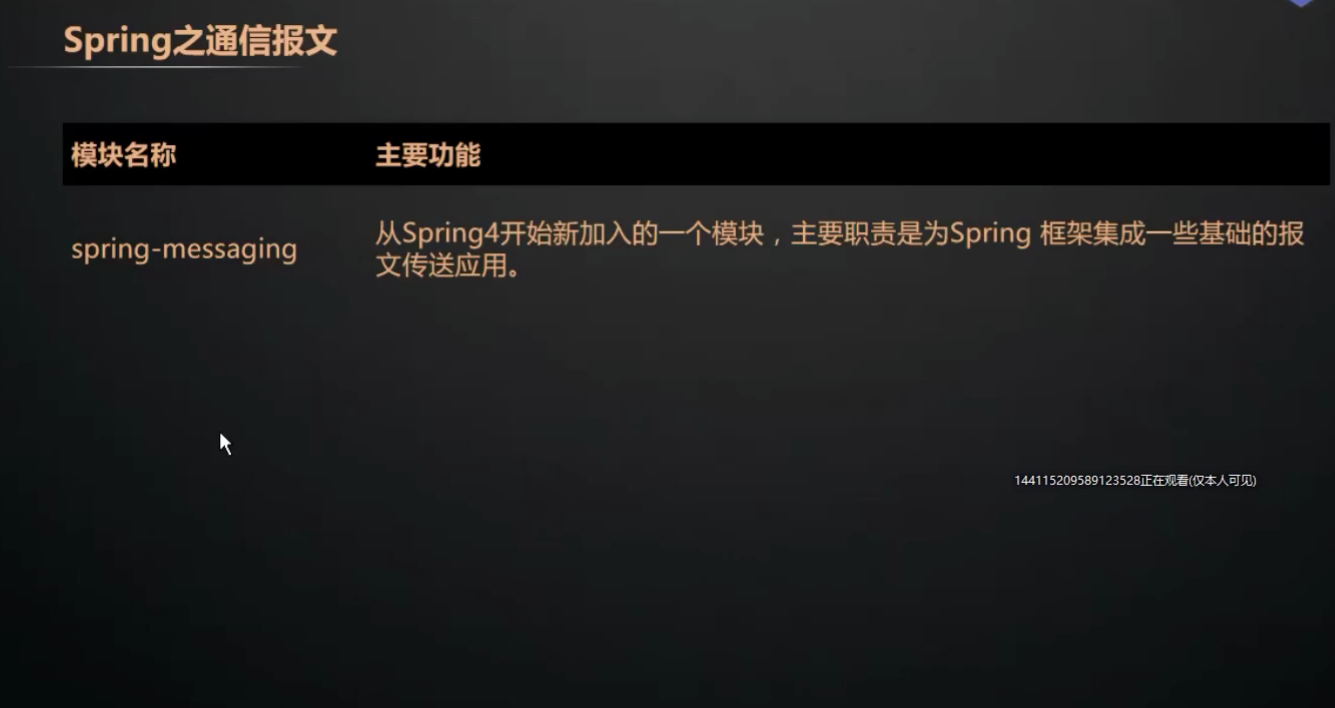 Spring之通信报文
模块名称 主要功能
spring-messaging
从Spring4开始新加入的一个模块，主要职责是为Spring 框架集成一些基础的报
文传送应用。
144115209589123528正在观看(仅本人可见)